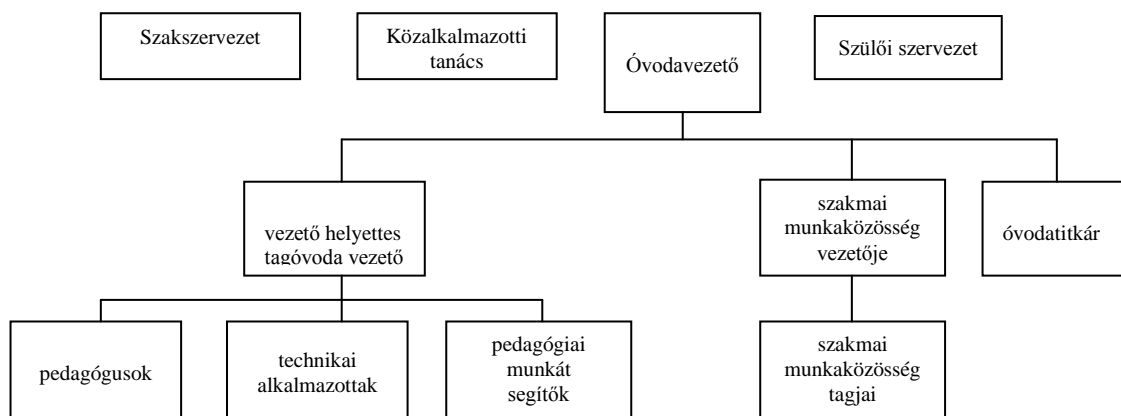 Szakszervezet
Közalkalmazotti
tanács
Óvodavezető
Szülői szervezet
vezető helyettes
tagóvoda vezető
szakmai
munkaközösség
vezetője
óvodatitkár
pedagógusok
technikai
alkalmazottak
pedagógiai
munkát
segítők
szakmai
munkaközösség
tagjai